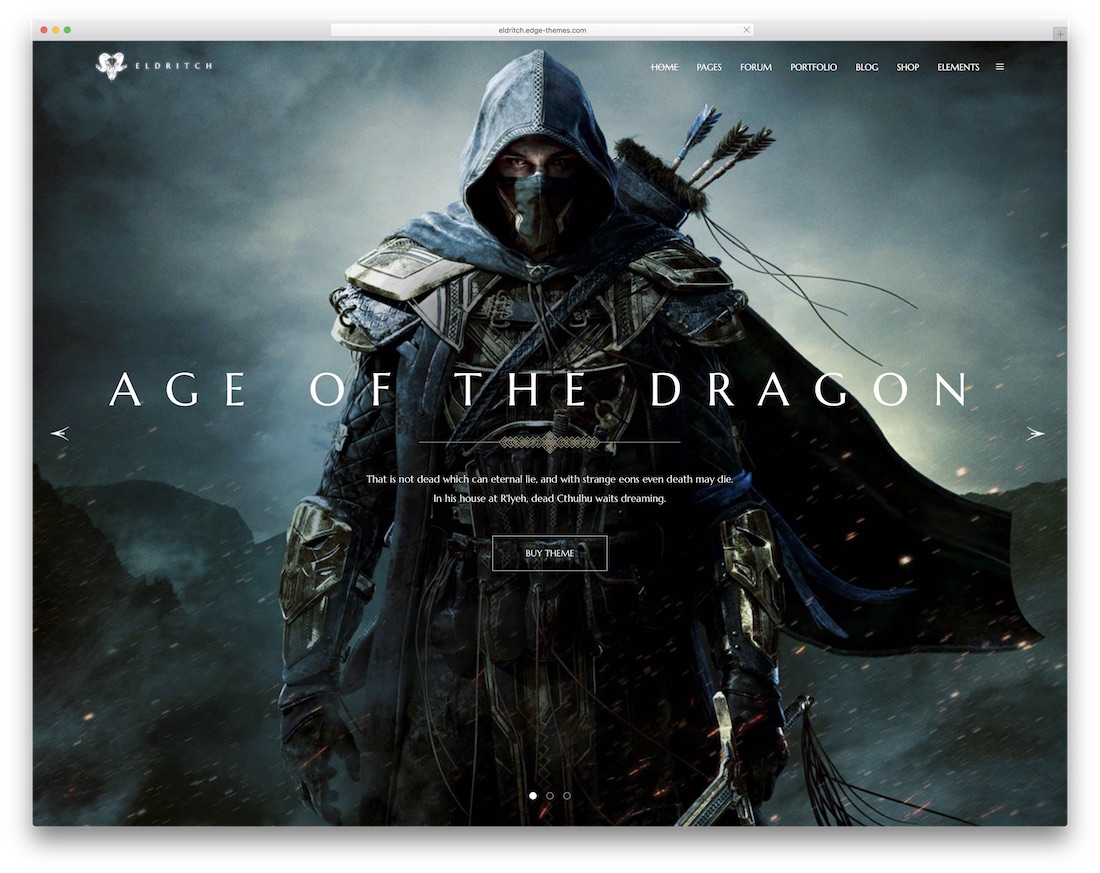 eldritch.edge-themes.com
ELDRITCH
HOME PAGES FORUM PORTFOLIO BLOG SHOP ELEMENTS
AGE OF THE DRAGON
That is not dead which can eternal lie, and with strange eons even death may die.
In his house at R'lyeh, dead Cthulhu waits dreaming.
BUY THEME